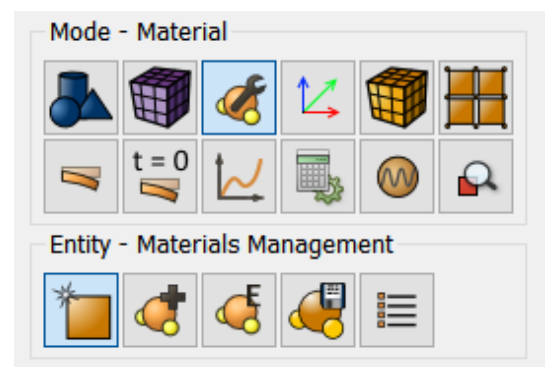 Mode - Material
t = 0
Entity - Materials Management
E